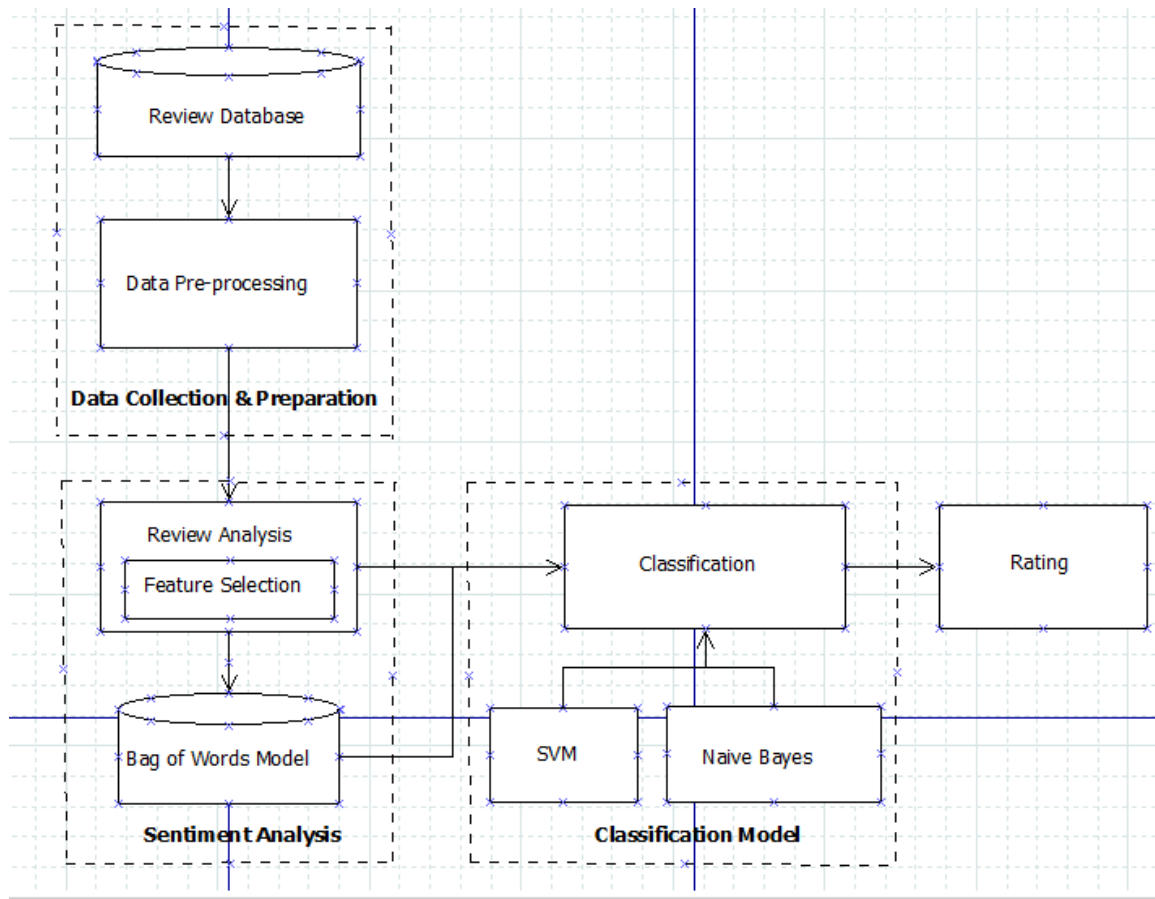 Review Database
Data Pre-processing
Data Collection & Preparation
Review Analysis
Feature Selection
Bag of Words Model
Sentiment Analysis
Classification
Rating
SVM
Naive Bayes
Classification Model